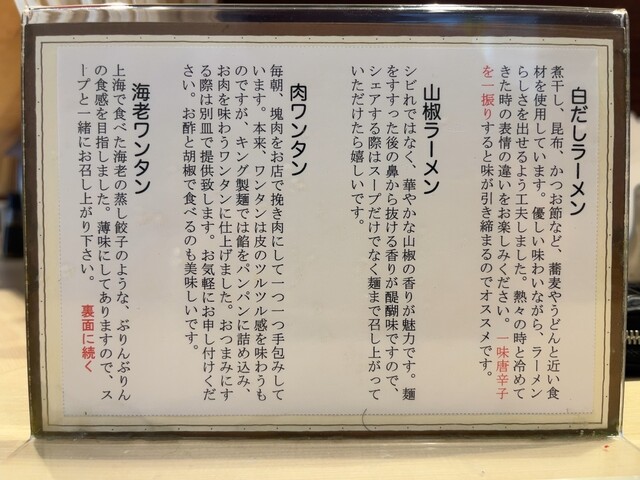 白だしラーメン
煮干し、昆布、かつお節など、蕎麦やうどんと近い食
材を使用しています。優しい味わいながら、ラーメン
らしさを出せるよう工夫しました。熱々の時と冷めて
きた時の表情の違いをお楽しみください。一味唐辛子
を一振りすると味が引き締まるのでオススメです。
山椒ラーメン
シビれではなく、華やかな山椒の香りが魅力です。麺
をすすった後の鼻から抜ける香りが醍醐味ですので、
シェアする際はスープだけでなく麺まで召し上がって
いただけたら嬉しいです。
肉ワンタン
毎朝、塊肉をお店で挽き肉にして一つ一つ手包みして
います。本来、ワンタンは皮のツルツル感を味わうも
のですが、キング製麺では餡をパンパンに詰め込み、
お肉を味わうワンタンに仕上げました。おつまみにす
る際は別皿で提供致します。お気軽にお申し付けくだ
さい。お酢と胡椒で食べるのも美味しいです。
海老ワンタン
上海で食べた海老の蒸し餃子のような、ぷりんぷりん
の食感を目指しました。薄味にしてありますので、ス
ープと一緒にお召し上がり下さい。
裏面に続く